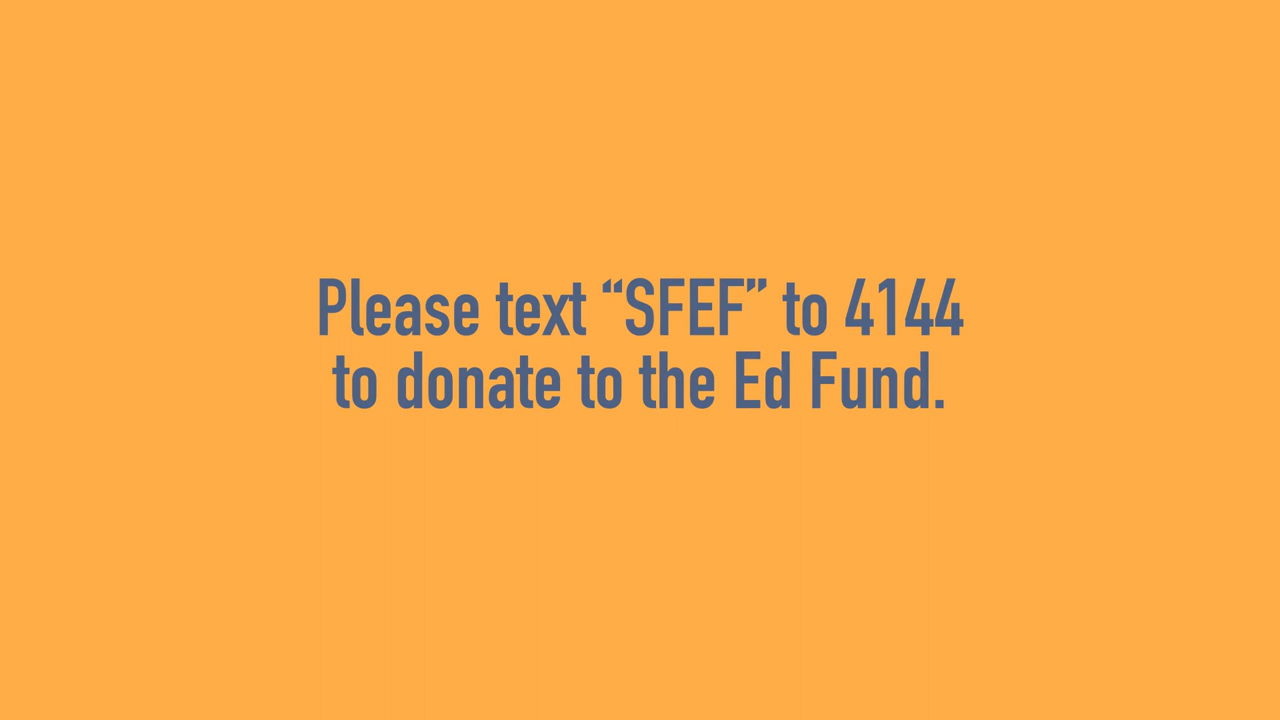 Please text “SFEF” to 4144
to donate to the Ed Fund.